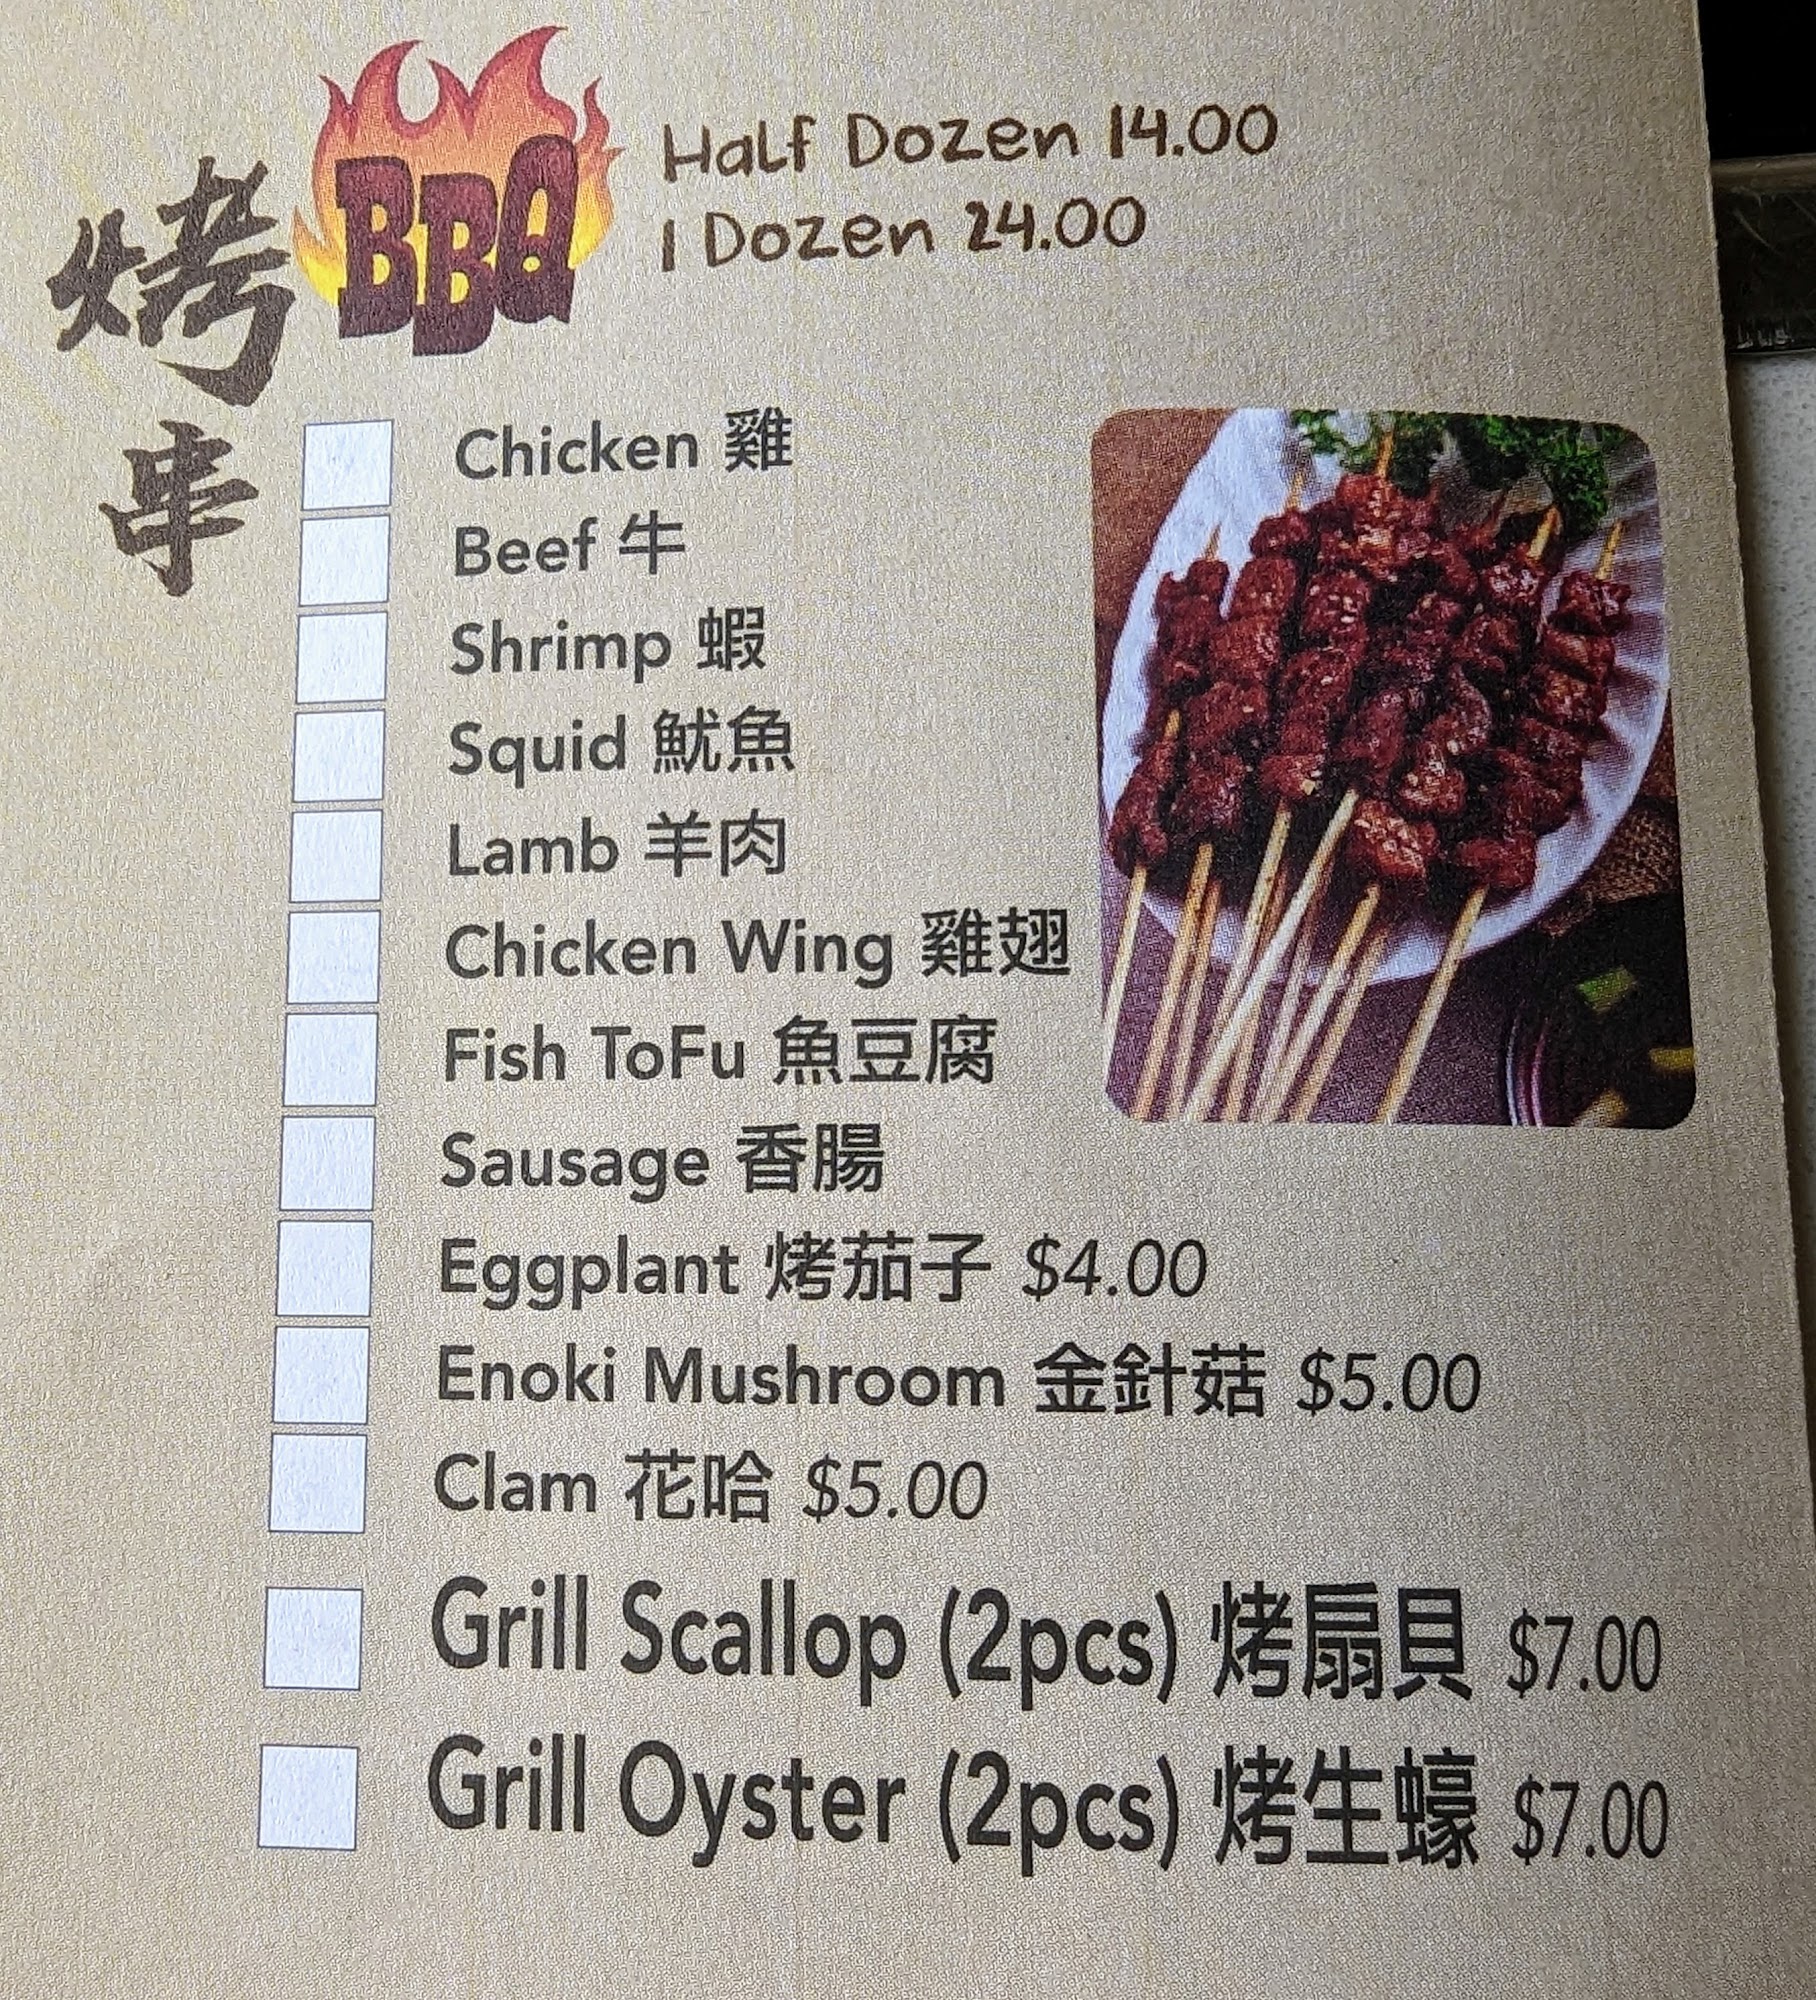 烤串
BBQ
Half Dozen 14.00
1 Dozen 24.00
Chicken 雞
Beef 牛
Shrimp 蝦
Squid 魷魚
Lamb 羊肉
Chicken Wing 雞翅
Fish ToFu 魚豆腐
Sausage 香腸
Eggplant 烤茄子 $4.00
Enoki Mushroom 金針菇 $5.00
Clam 花哈 $5.00
Grill Scallop (2pcs) 烤扇貝 $7.00
Grill Oyster (2pcs) 烤生蠔 $7.00